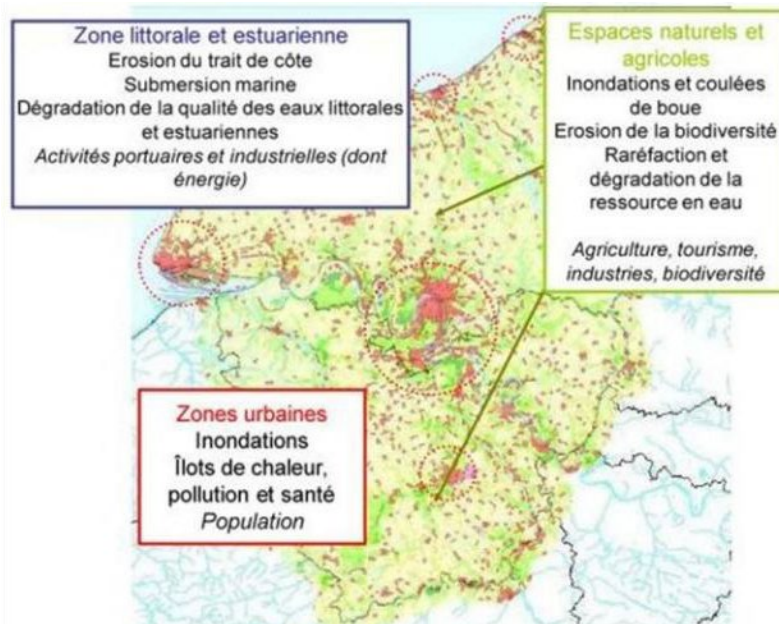 Zone littorale et estuarienne
Erosion du trait de côte
Submersion marine
Dégradation de la qualité des eaux littorales
et estuariennes
Activités portuaires et industrielles (dont
énergie)
Espaces naturels et
agricoles
Inondations et coulées
de boue
Erosion de la biodiversité
Raréfaction et
dégradation de la
ressource en eau
Agriculture, tourisme,
industries, biodiversité
Zones urbaines
Inondations
Îlots de chaleur,
pollution et santé
Population